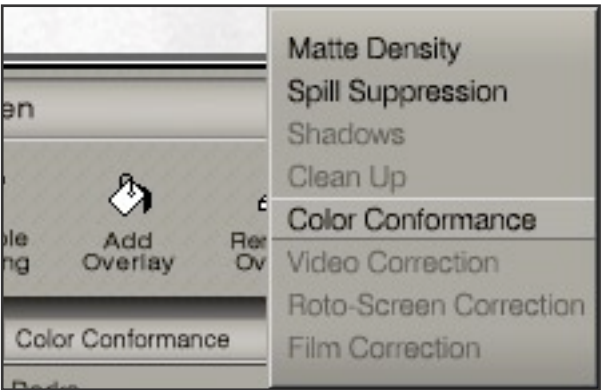 en
Add
Overlay
Color Conformance
Matte Density
Spill Suppression
Shadows
Clean Up
Color Conformance
Video Correction
Roto-Screen Correction
Film Correction